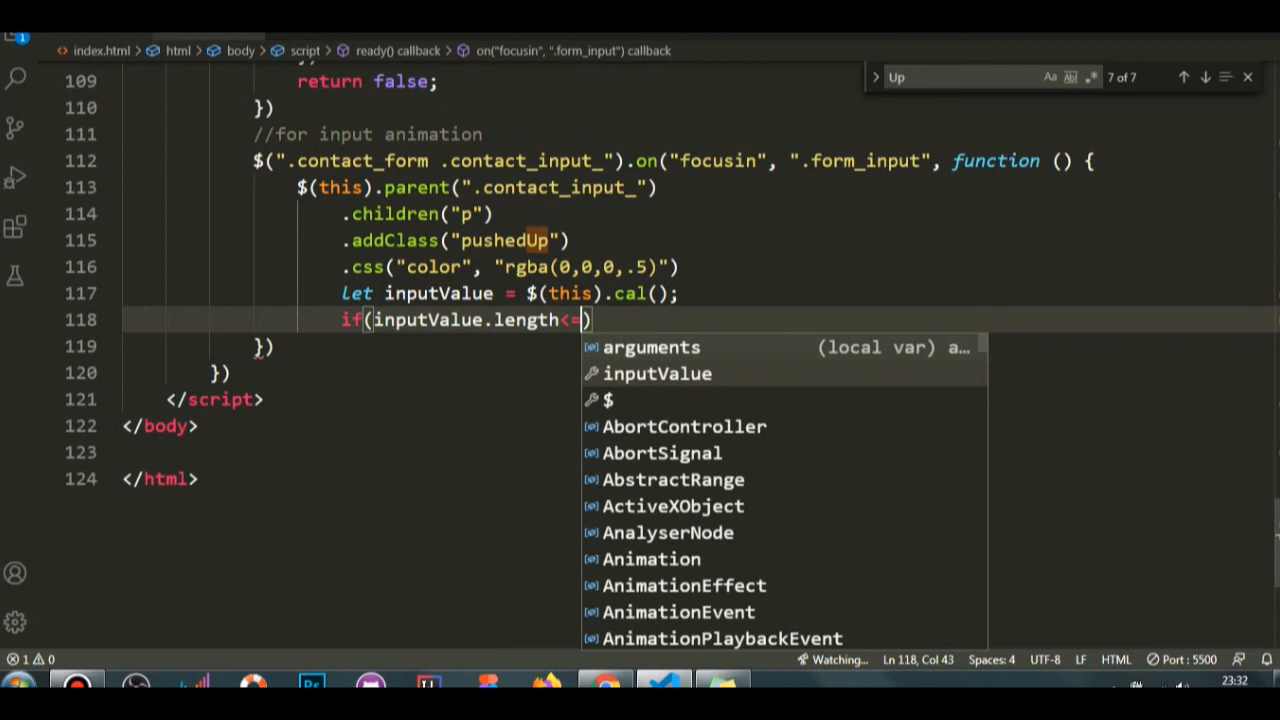 1
index.html > html > body > script > ready() callback > on("focusin", ".form_input") callback
Up Aa ab .* 7 of 7
109 return false;
110 })
111 //for input animation
112 $(".contact_form .contact_input_").on("focusin", ".form_input", function () {
113 $(this).parent(".contact_input_")
114 .children("p")
115 .addClass("pushedUp")
116 .css("color", "rgba(0,0,0,.5)")
117 let inputValue = $(this).cal();
118 if(inputValue.length<=)
119 })
120 })
121 </script>
122 </body>
123
124 </html>
arguments (local var) a…
inputValue
$
AbortController
AbortSignal
AbstractRange
ActiveXObject
AnalyserNode
Animation
AnimationEffect
AnimationEvent
AnimationPlaybackEvent
1 0 Watching... Ln 118, Col 43 Spaces: 4 UTF-8 LF HTML Port : 5500
Ps
23:32